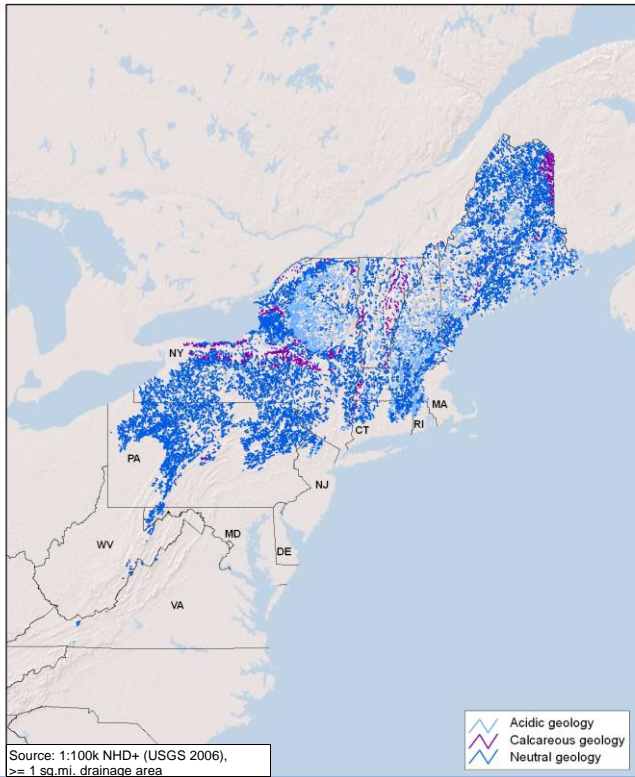 NY
MA
CT
RI
PA
NJ
MD
WV
DE
VA
Acidic geology
Calcareous geology
Neutral geology
Source: 1:100k NHD+ (USGS 2006),
>= 1 sq.mi. drainage area